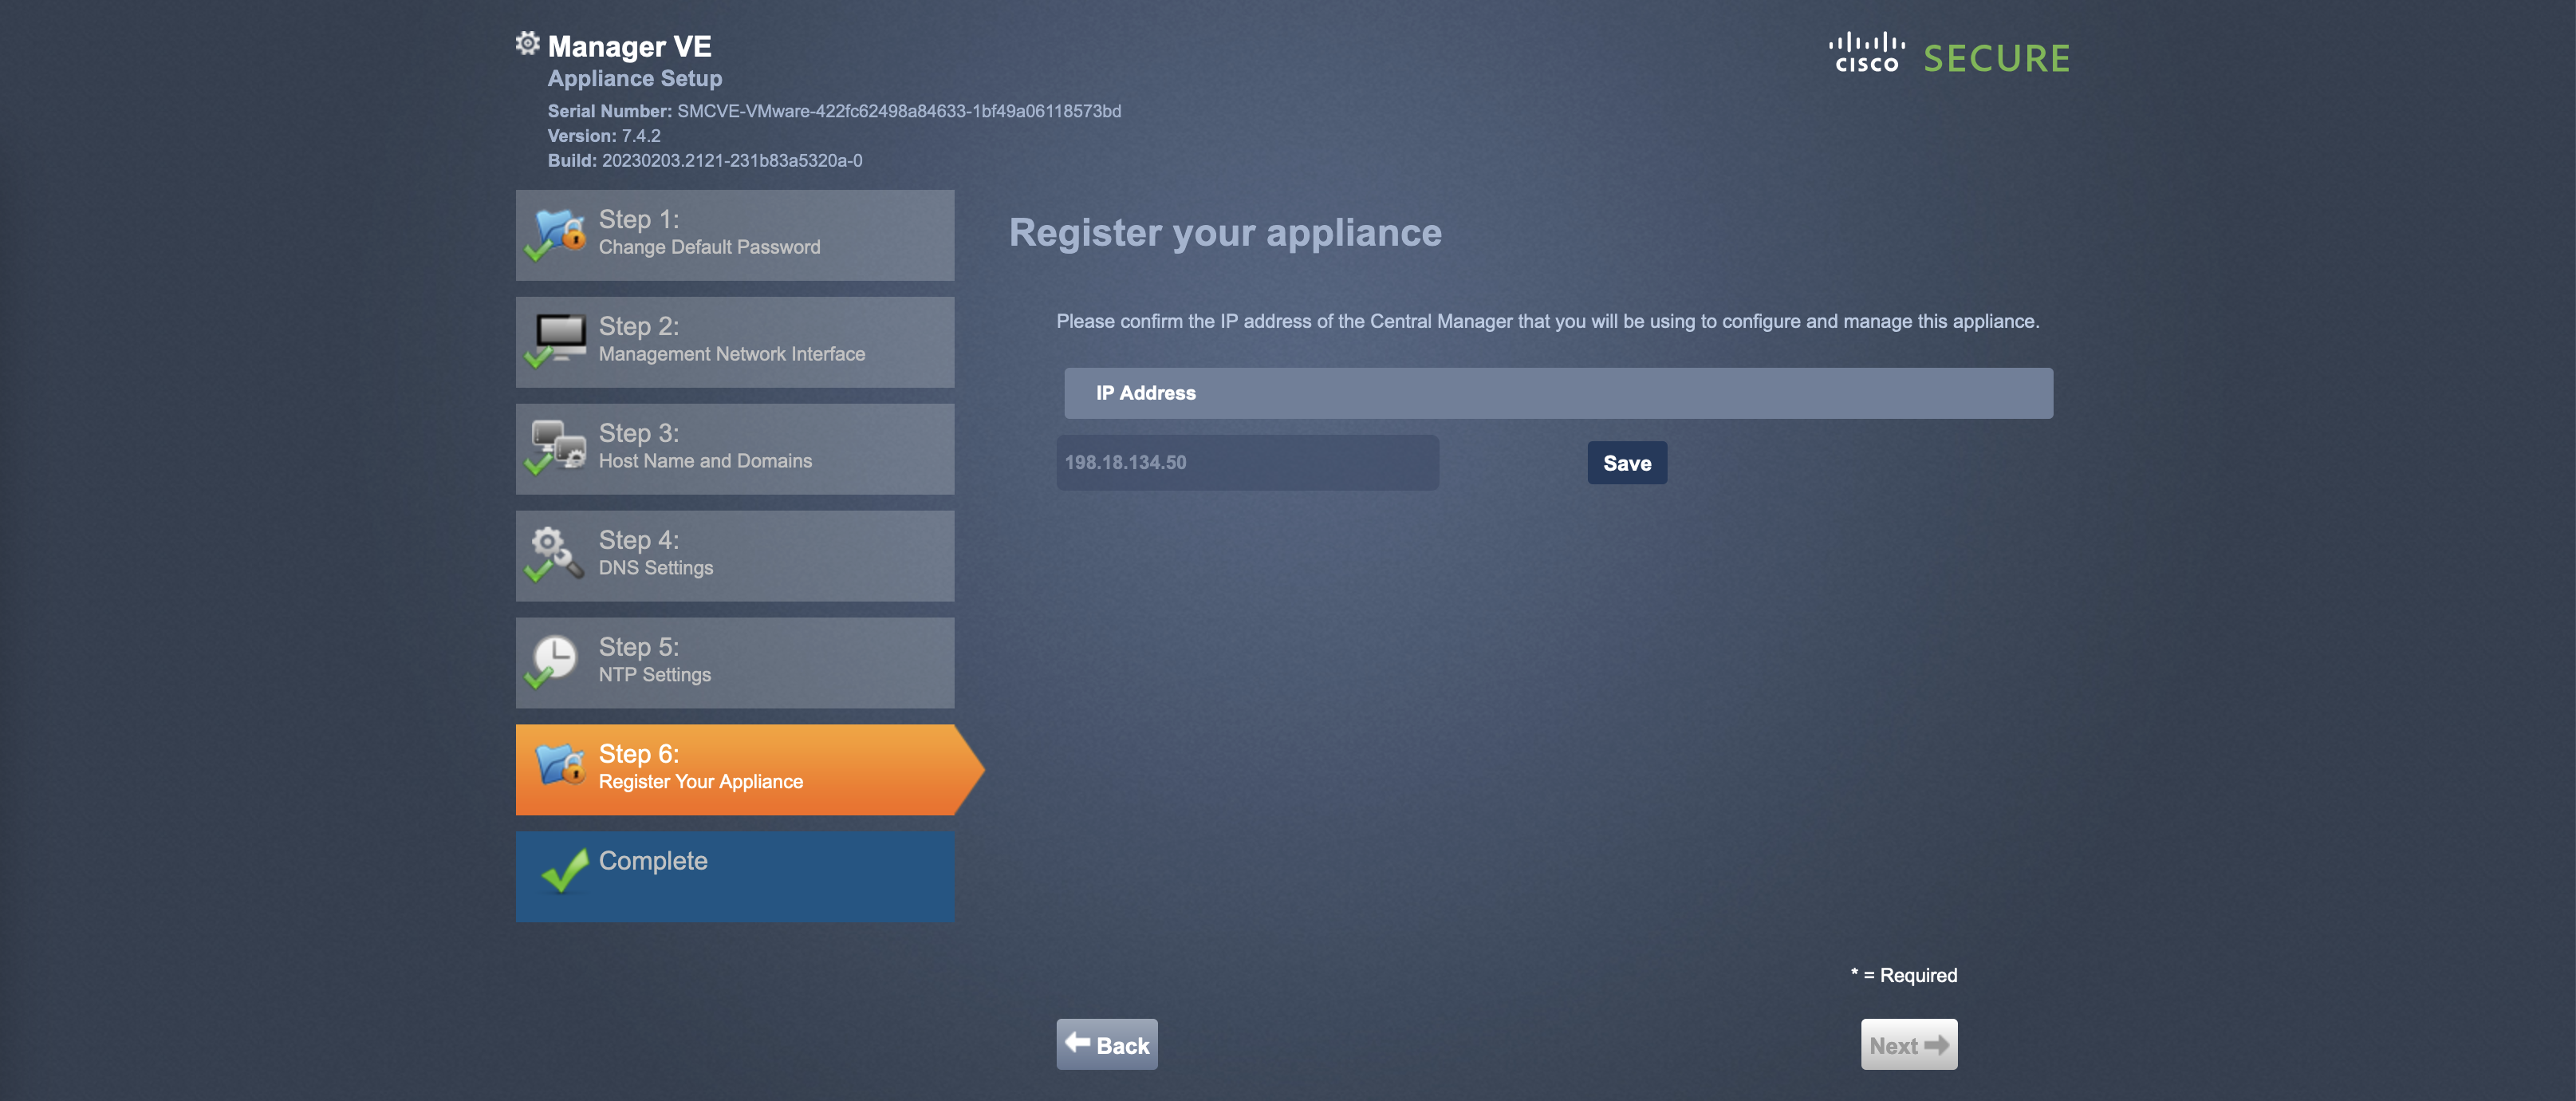 Manager VE
Appliance Setup
Serial Number: SMCVE-VMware-422fc62498a84633-1bf49a06118573bd
Version: 7.4.2
Build: 20230203.2121-231b83a5320a-0
CISCO SECURE
Step 1:
Change Default Password
Step 2:
Management Network Interface
Step 3:
Host Name and Domains
Step 4:
DNS Settings
Step 5:
NTP Settings
Step 6:
Register Your Appliance
Complete
Register your appliance
Please confirm the IP address of the Central Manager that you will be using to configure and manage this appliance.
IP Address
198.18.134.50
Save
* = Required
Back
Next